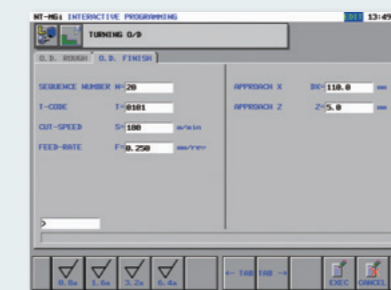 NT-MGi INTERACTIVE PROGRAMMING EDIT 13:49
TURNING O/D
O.D. ROUGH O.D. FINISH
SEQUENCE NUMBER N=20 APPROACH X DX=110.0 mm
T-CODE T=0101 APPROACH Z Z=5.0 mm
CUT-SPEED S=180 m/min
FEED-RATE F=0.250 mm/rev
>
0.8a 1.6a 3.2a 6.4a ← TAB TAB → EXEC CANCEL